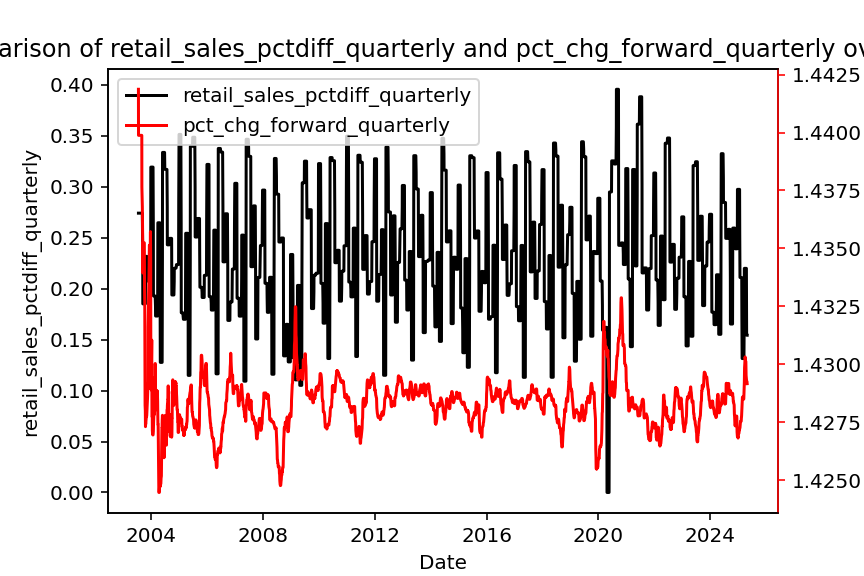 arison of retail_sales_pctdiff_quarterly and pct_chg_forward_quarterly ov
retail_sales_pctdiff_quarterly
pct_chg_forward_quarterly
retail_sales_pctdiff_quarterly
0.40
0.35
0.30
0.25
0.20
0.15
0.10
0.05
0.00
1.4425
1.4400
1.4375
1.4350
1.4325
1.4300
1.4275
1.4250
2004 2008 2012 2016 2020 2024
Date